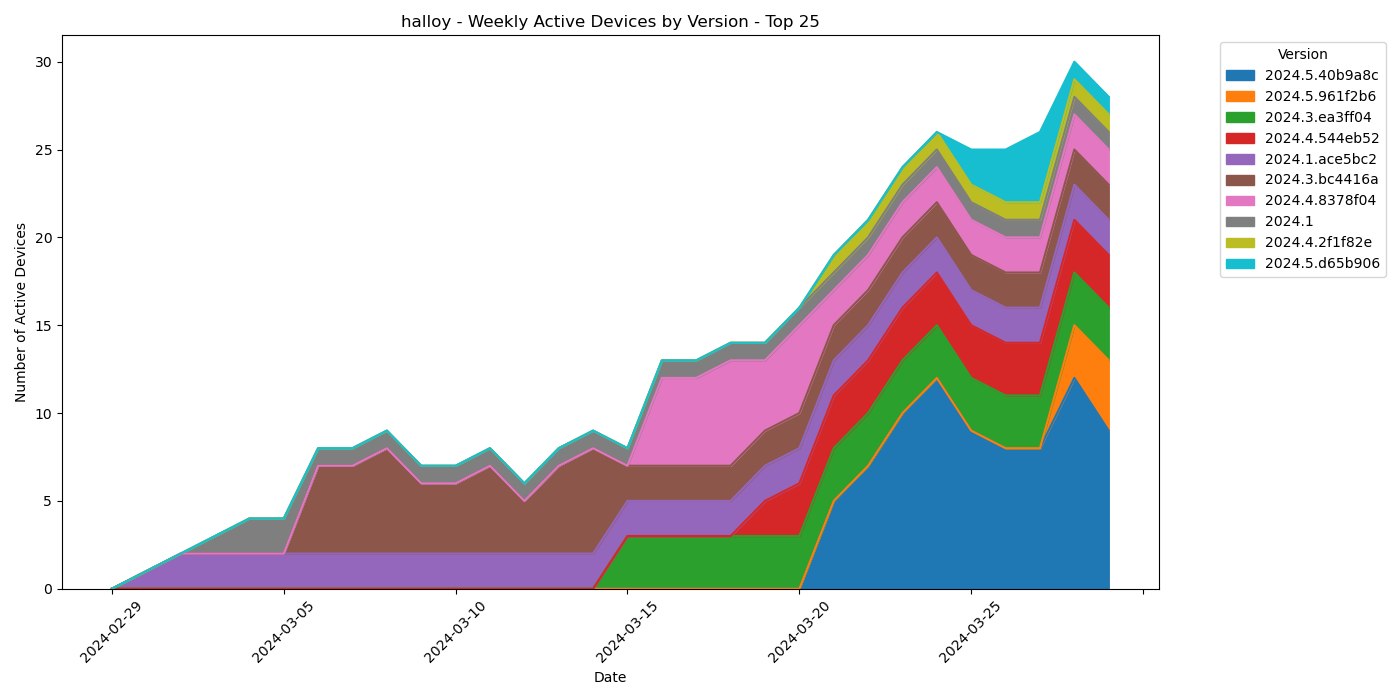 halloy - Weekly Active Devices by Version - Top 25
Number of Active Devices
30
25
20
15
10
5
0
2024-02-29
2024-03-05
2024-03-10
2024-03-15
2024-03-20
2024-03-25
Date
Version
2024.5.40b9a8c
2024.5.961f2b6
2024.3.ea3ff04
2024.4.544eb52
2024.1.ace5bc2
2024.3.bc4416a
2024.4.8378f04
2024.1
2024.4.2f1f82e
2024.5.d65b906